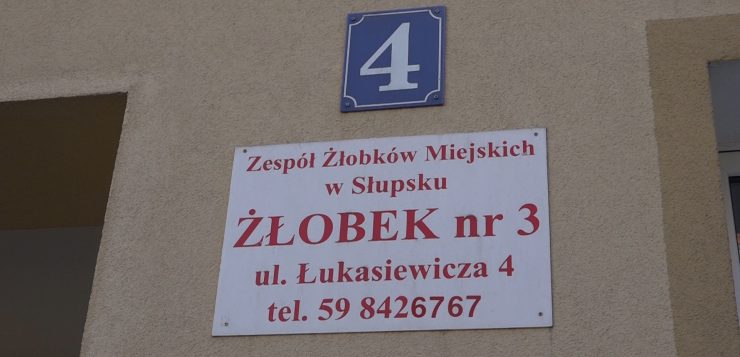 4
Zespół Żłobków Miejskich
w Słupsku
ŻŁOBEK nr 3
ul. Łukasiewicza 4
tel. 59 8426767